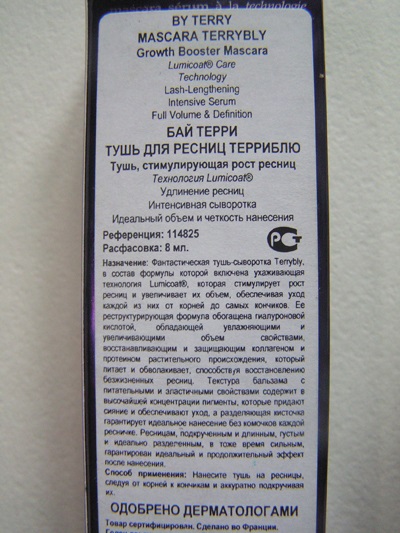 mascara sérum à la technologie
BY TERRY
MASCARA TERRYBLY
Growth Booster Mascara
Lumicoat® Care
Technology
Lash-Lengthening
Intensive Serum
Full Volume & Definition
БАЙ ТЕРРИ
ТУШЬ ДЛЯ РЕСНИЦ ТЕРРИБЛЮ
Тушь, стимулирующая рост ресниц
Технология Lumicoat®
Удлинение ресниц
Интенсивная сыворотка
Идеальный объем и четкость нанесения
Референция: 114825
Расфасовка: 8 мл.
РСТ
Назначение: Фантастическая тушь-сыворотка Terrybly,
в состав формулы которой включена ухаживающая
технология Lumicoat®, которая стимулирует рост
ресниц и увеличивает их объем, обеспечивая уход
каждой из них от корней до самых кончиков. Ее
реструктурирующая формула обогащена гиалуроновой
кислотой, обладающей увлажняющими и
увеличивающими объем свойствами,
восстанавливающим и защищающим коллагеном и
протеином растительного происхождения, который
питает и обволакивает, способствуя восстановлению
безжизненных ресниц. Текстура бальзама с
питательными и эластичными свойствами содержит в
высочайшей концентрации пигменты, которые придают
сияние и обеспечивают уход, а разделяющая кисточка
гарантирует идеальное нанесение без комочков каждой
ресничке. Ресницам, подкрученным и длинным, густым
и идеально разделенным, в тоже время сильным,
гарантирован идеальный и продолжительный эффект
после нанесения.
Способ применения: Нанесите тушь на ресницы,
следуя от корней к кончикам и аккуратно подкручивая
их.
ОДОБРЕНО ДЕРМАТОЛОГАМИ
Товар сертифицирован. Сделано во Франции.